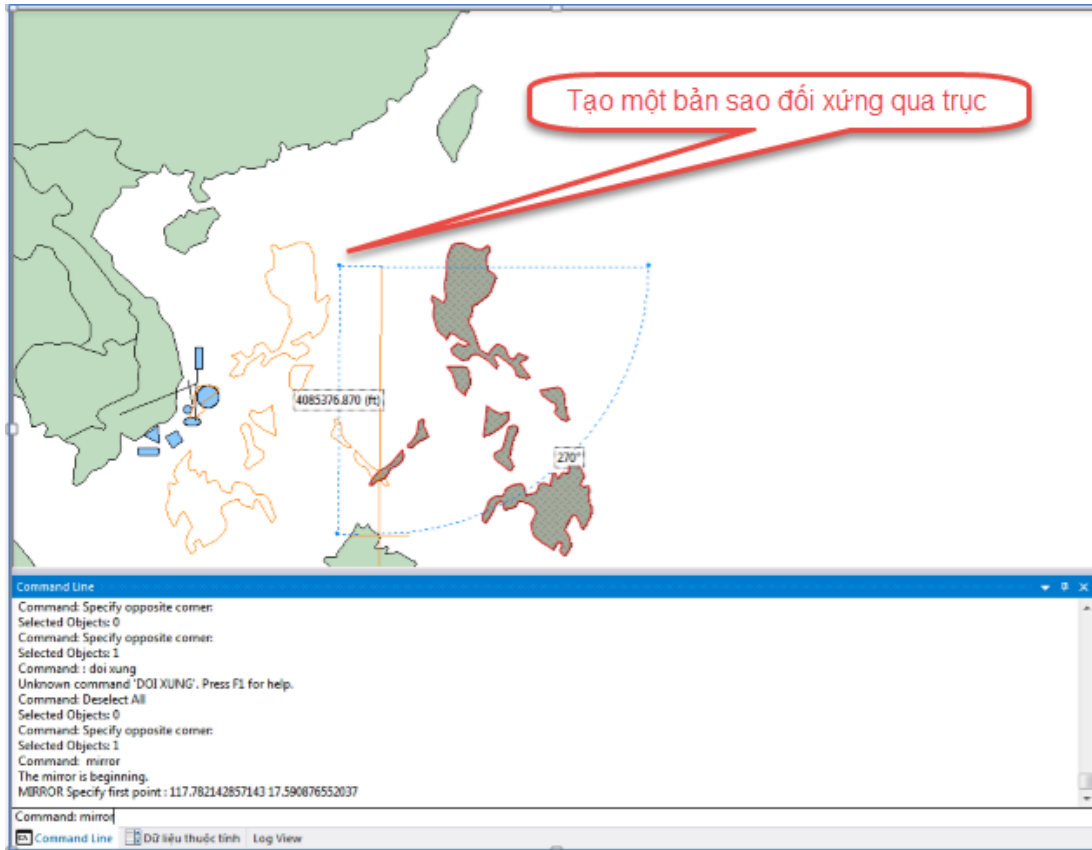 Tạo một bản sao đối xứng qua trục
4085376.870 (ft)
270°
Command Line
Command: Specify opposite corner:
Selected Objects: 0
Command: Specify opposite corner:
Selected Objects: 1
Command: : doi xung
Unknown command 'DOI XUNG'. Press F1 for help.
Command: Deselect All
Selected Objects: 0
Command: Specify opposite corner:
Selected Objects: 1
Command: mirror
The mirror is beginning.
MIRROR Specify first point : 117.782142857143 17.590876552037
Command: mirror
Command Line Dữ liệu thuộc tính Log View